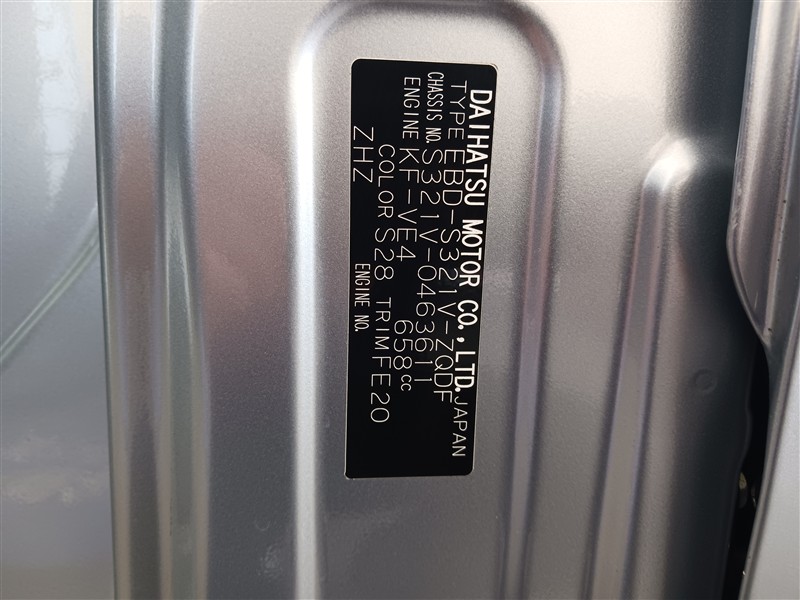 DAIHATSU MOTOR CO.,LTD. JAPAN
TYPE EBD-S321V-ZQDF
CHASSIS NO. S321V-0463611
ENGINE KF-VE4 658cc
COLOR S28 TRIM FE20
ZHZ ENGINE NO.